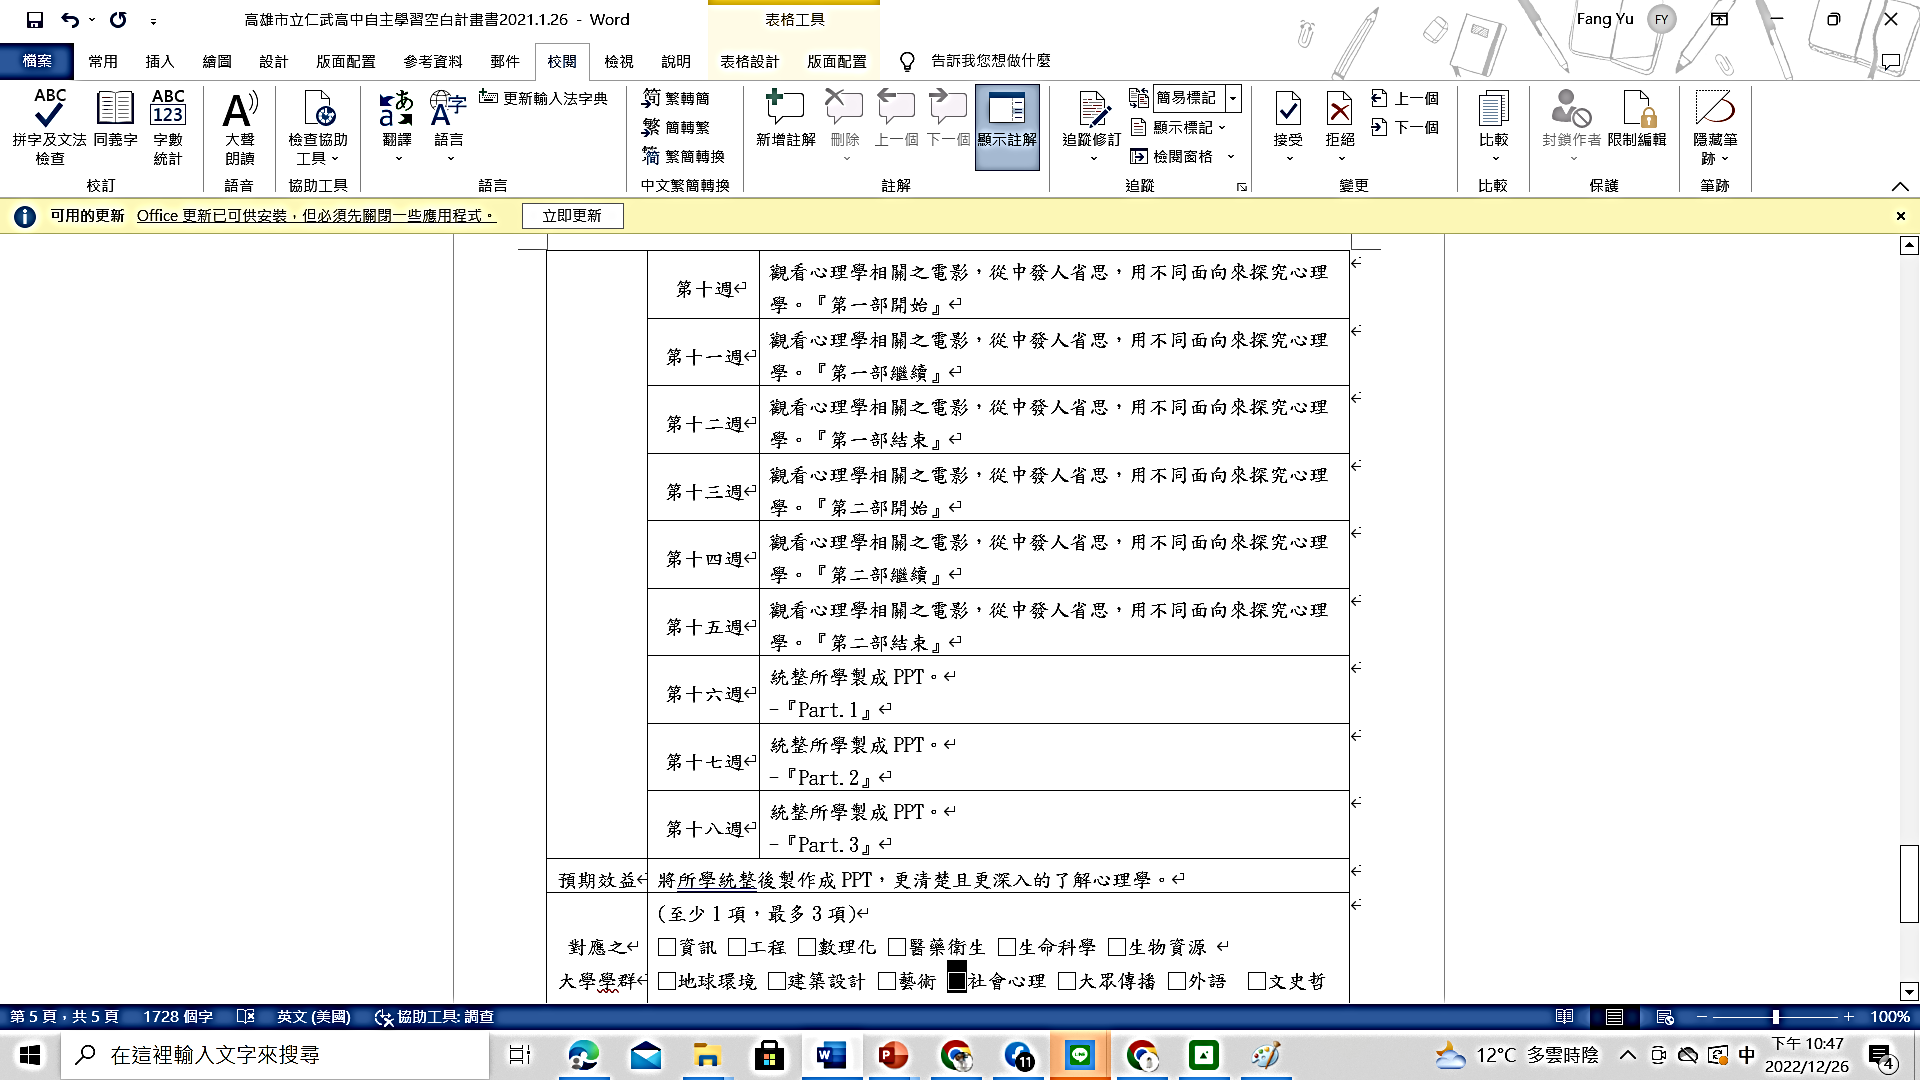 高雄市立仁武高中自主學習空白計畫書2021.1.26 - Word
表格工具
Fang Yu FY
檔案 常用 插入 繪圖 設計 版面配置 參考資料 郵件 校閱 檢視 說明 表格設計 版面配置 告訴我您想做什麼
拼字及文法檢查 同義字 字數統計 校訂
大聲朗讀 語音
檢查協助工具 協助工具
翻譯 語言 更新輸入法字典 語言
繁轉簡 簡轉繁 繁簡轉換 中文繁簡轉換
新增註解 刪除 上一個 下一個 顯示註解 註解
追蹤修訂 簡易標記 顯示標記 檢閱窗格 追蹤
接受 拒絕 上一個 下一個 變更
比較 比較
封鎖作者 限制編輯 保護
隱藏筆跡 筆跡
可用的更新 Office 更新已可供安裝，但必須先關閉一些應用程式。 立即更新
第十週 觀看心理學相關之電影，從中發人省思，用不同面向來探究心理
學。『第一部開始』
第十一週 觀看心理學相關之電影，從中發人省思，用不同面向來探究心理
學。『第一部繼續』
第十二週 觀看心理學相關之電影，從中發人省思，用不同面向來探究心理
學。『第一部結束』
第十三週 觀看心理學相關之電影，從中發人省思，用不同面向來探究心理
學。『第二部開始』
第十四週 觀看心理學相關之電影，從中發人省思，用不同面向來探究心理
學。『第二部繼續』
第十五週 觀看心理學相關之電影，從中發人省思，用不同面向來探究心理
學。『第二部結束』
第十六週 統整所學製成 PPT。
-『Part.1』
第十七週 統整所學製成 PPT。
-『Part.2』
第十八週 統整所學製成 PPT。
-『Part.3』
預期效益 將所學統整後製作成 PPT，更清楚且更深入的了解心理學。
(至少 1 項，最多 3 項)
對應之 □資訊 □工程 □數理化 □醫藥衛生 □生命科學 □生物資源
大學學群 □地球環境 □建築設計 □藝術 ■社會心理 □大眾傳播 □外語 □文史哲
第 5 頁，共 5 頁 1728 個字 英文 (美國) 協助工具: 調查 100%
在這裡輸入文字來搜尋 11 12°C 多雲時陰 中 下午 10:47
2022/12/26 4